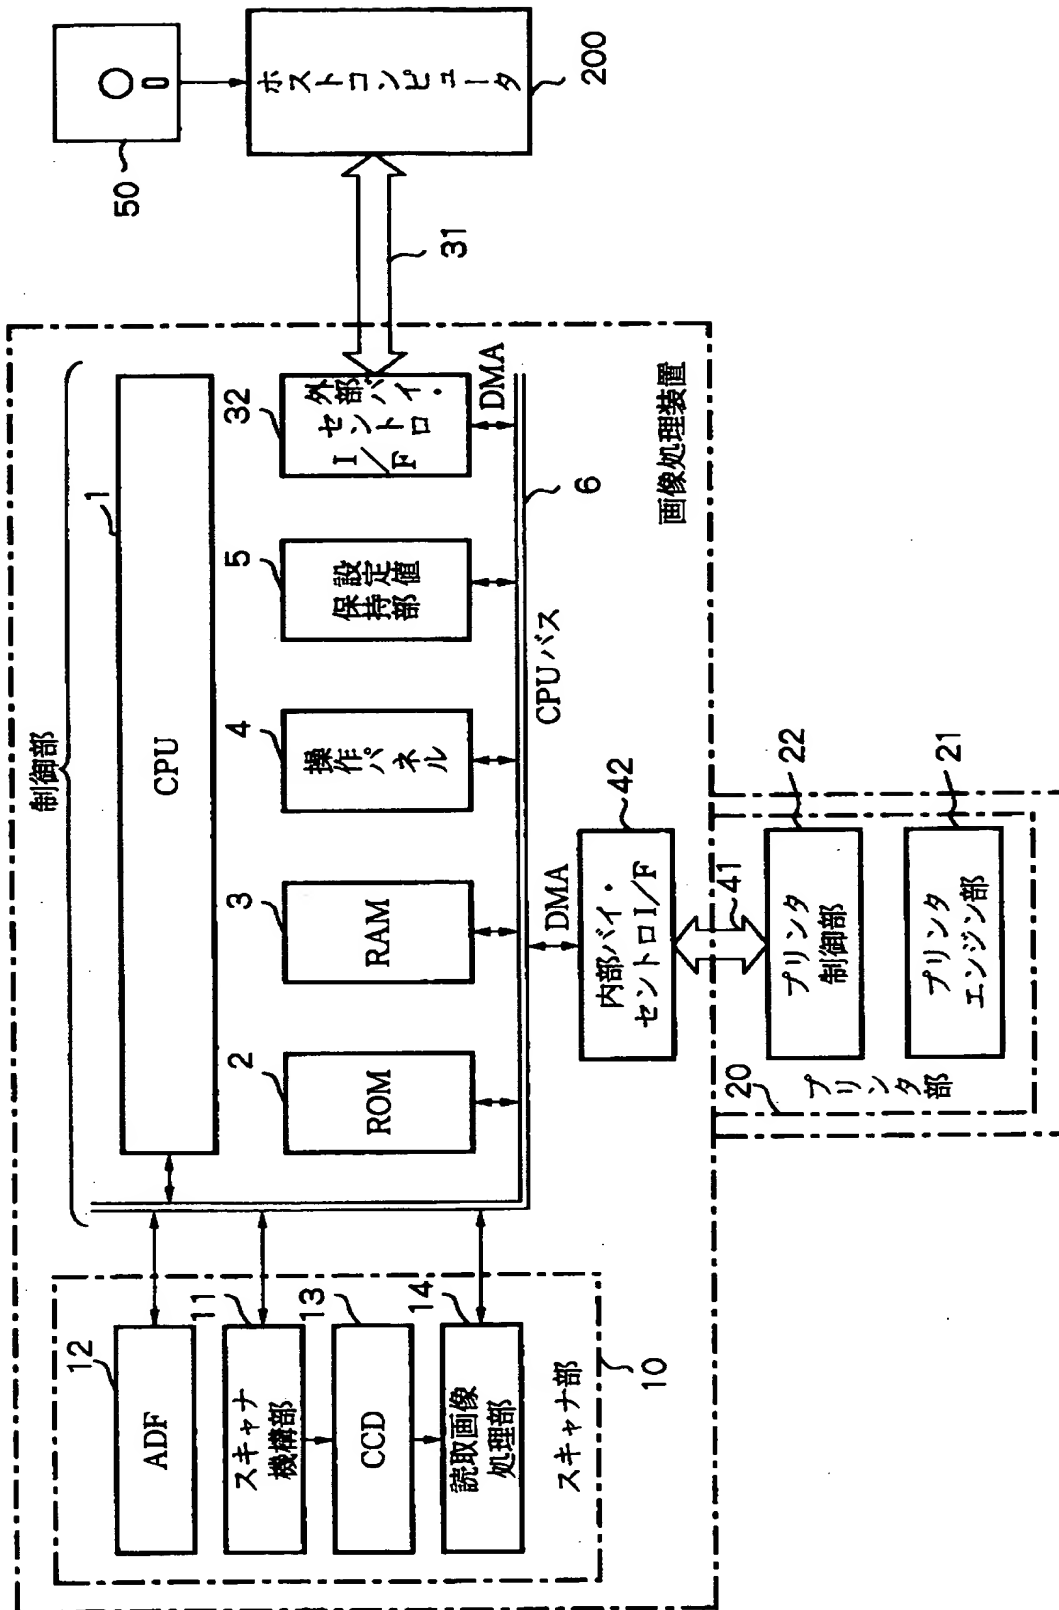 制御部
50
12
ADF
1
CPU
11
スキャナ
機構部
13
CCD
14
読取画像
処理部
スキャナ部
10
2
ROM
3
RAM
4
操作パネル
5
設定値
保持部
32
外部バイ・
セントロ
I/F
DMA
31
ホストコンピュータ
200
CPUバス
6
DMA
内部バイ・
セントロI/F
42
画像処理装置
41
20
プリンタ部
プリンタ
制御部
22
プリンタ
エンジン部
21